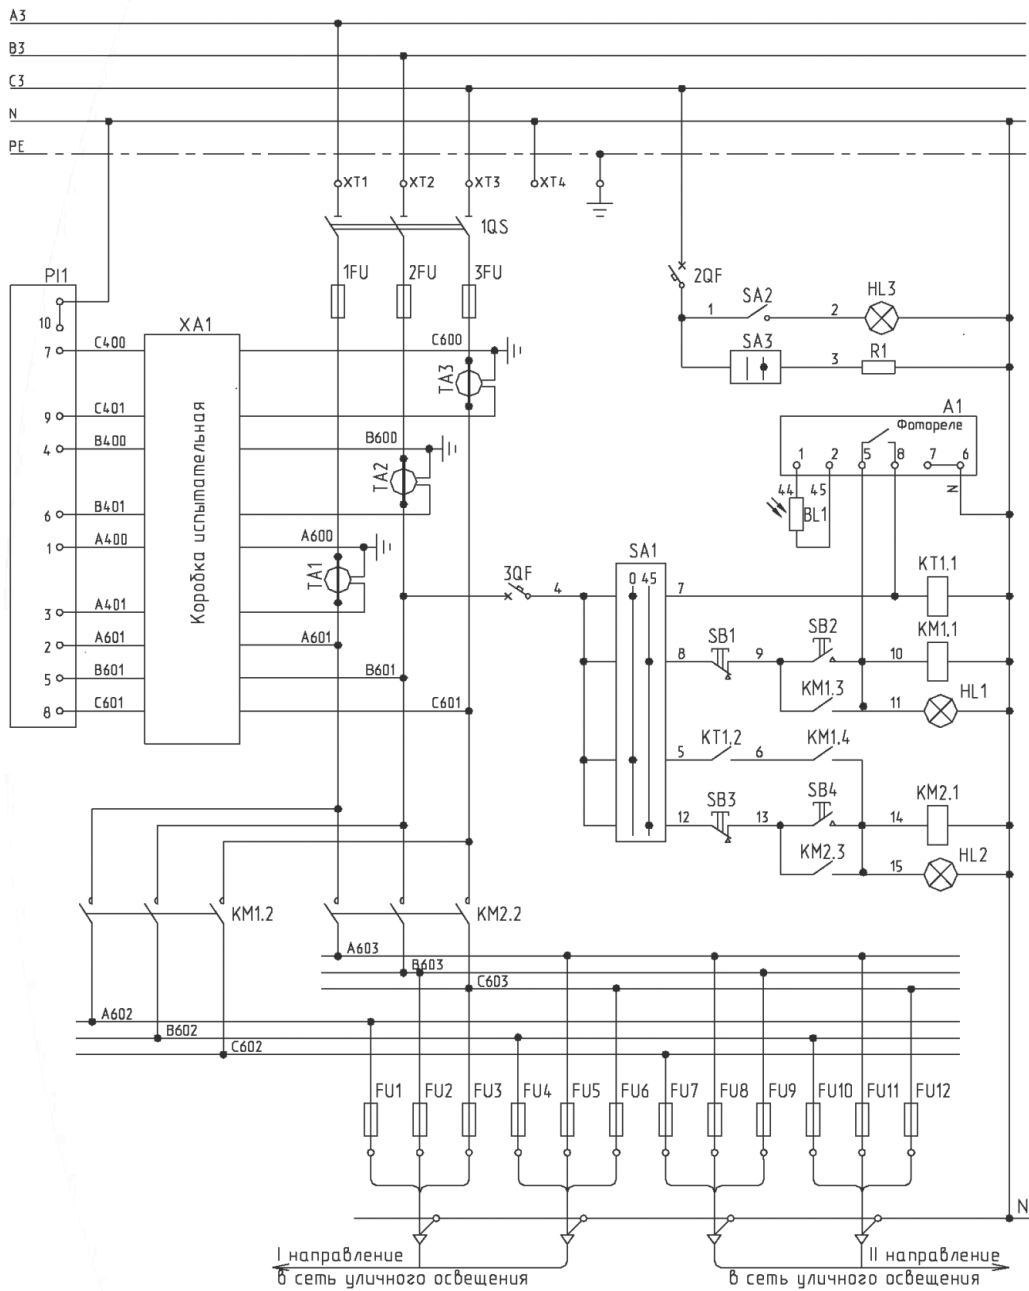 A3
B3
C3
N
PE
XT1 XT2 XT3 XT4
1QS
PI1
1FU 2FU 3FU
2QF
SA2 HL3
1 2
10
XA1
SA3 R1
3
7 C400 C600
TA3
A1
Фотореле
9 C401
4 B400 B600
1 2 5 8 7 6
TA2
44 45 N
BL1
6 B401
1 A400 A600
Коробка испытательная
TA1
SA1
KT1.1
3QF 4 0 45 7
3 A401
2 A601 A601
SB1 SB2 KM1.1
8 9 10
5 B601 B601
KM1.3 11 HL1
8 C601 C601
5 KT1.2 6 KM1.4
SB3 SB4 KM2.1
12 13 14
KM2.3 15 HL2
KM1.2 KM2.2
A603
B603
C603
A602
B602
C602
FU1 FU2 FU3 FU4 FU5 FU6 FU7 FU8 FU9 FU10 FU11 FU12
N
I направление
в сеть уличного освещения
II направление
в сеть уличного освещения